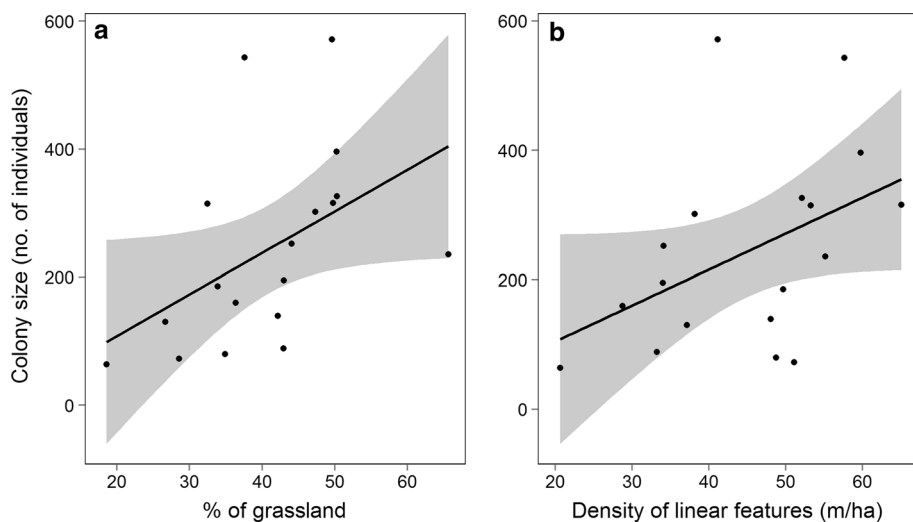 a
b
Colony size (no. of individuals)
600
400
200
0
600
400
200
0
20 30 40 50 60
20 30 40 50 60
% of grassland
Density of linear features (m/ha)